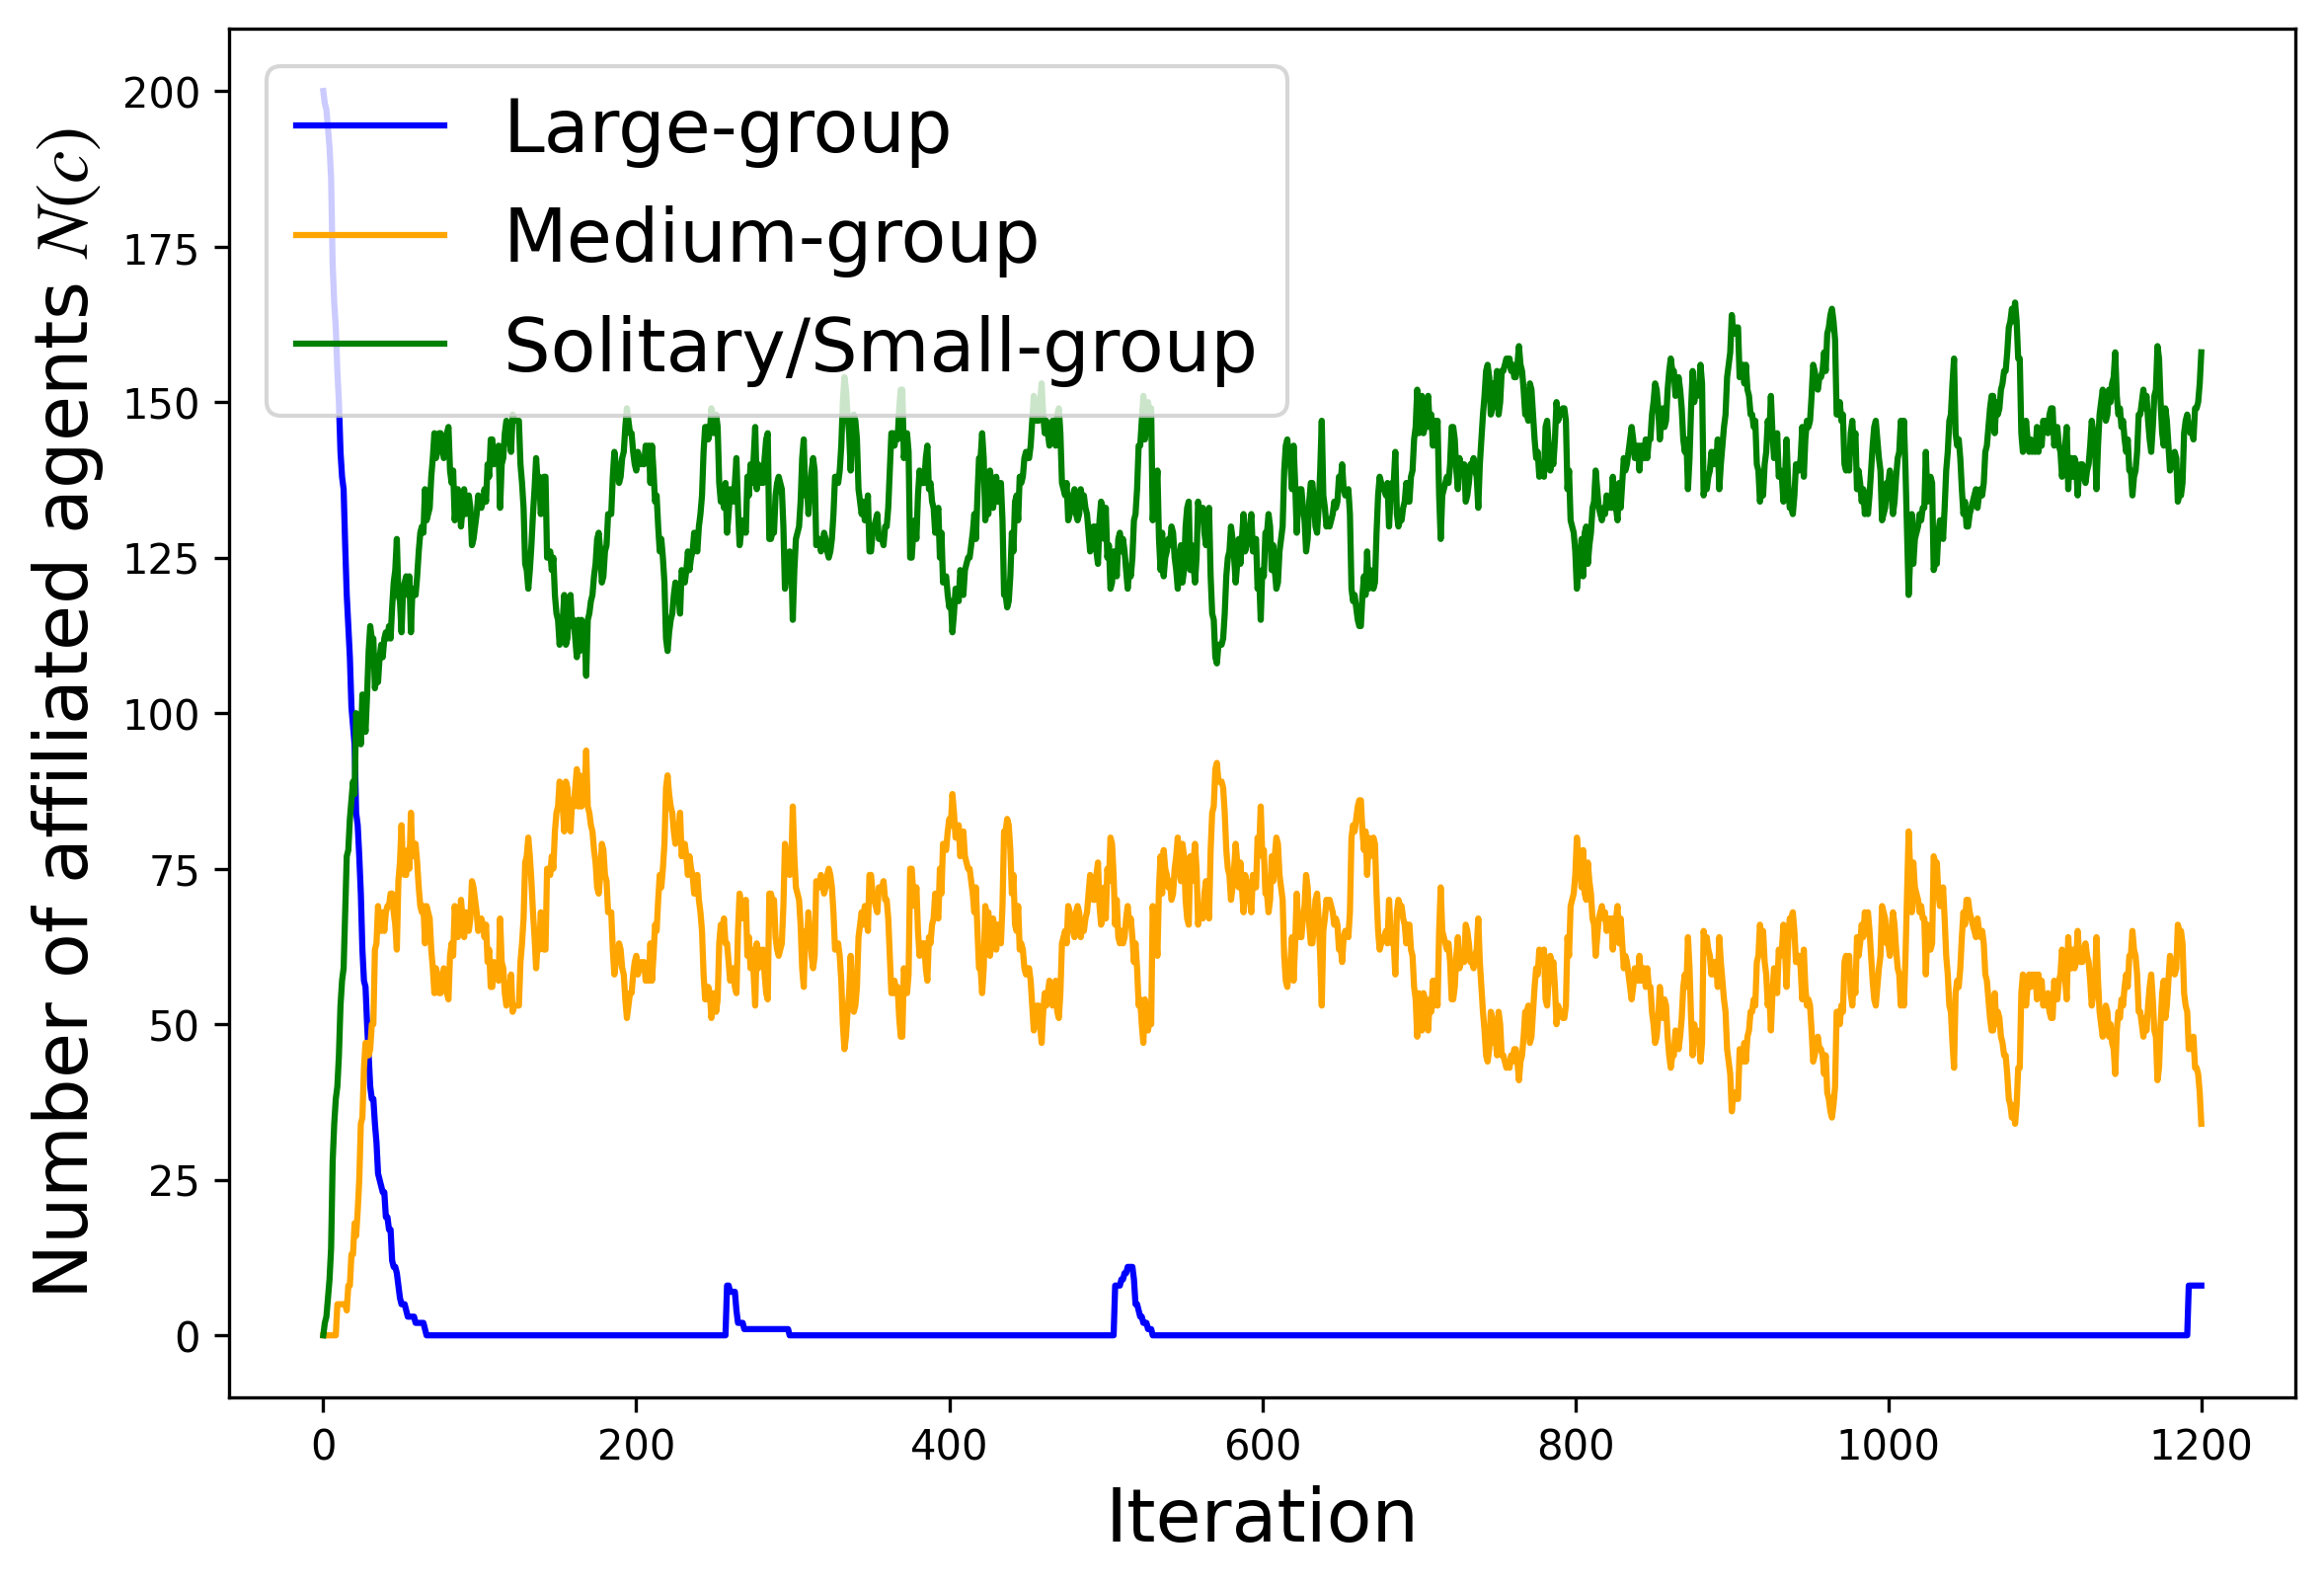 Number of affiliated agents N(c)
200
175
150
125
100
75
50
25
0
Large-group
Medium-group
Solitary/Small-group
0 200 400 600 800 1000 1200
Iteration